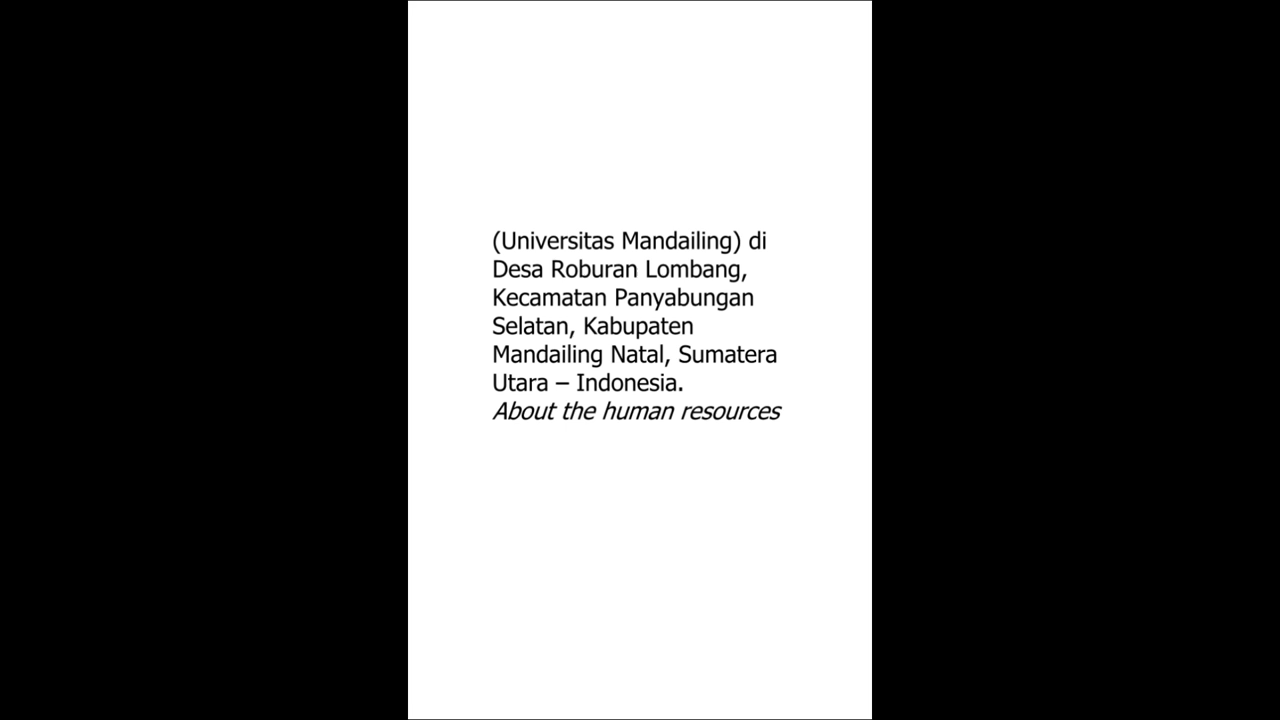 (Universitas Mandailing) di
Desa Roburan Lombang,
Kecamatan Panyabungan
Selatan, Kabupaten
Mandailing Natal, Sumatera
Utara – Indonesia.
About the human resources